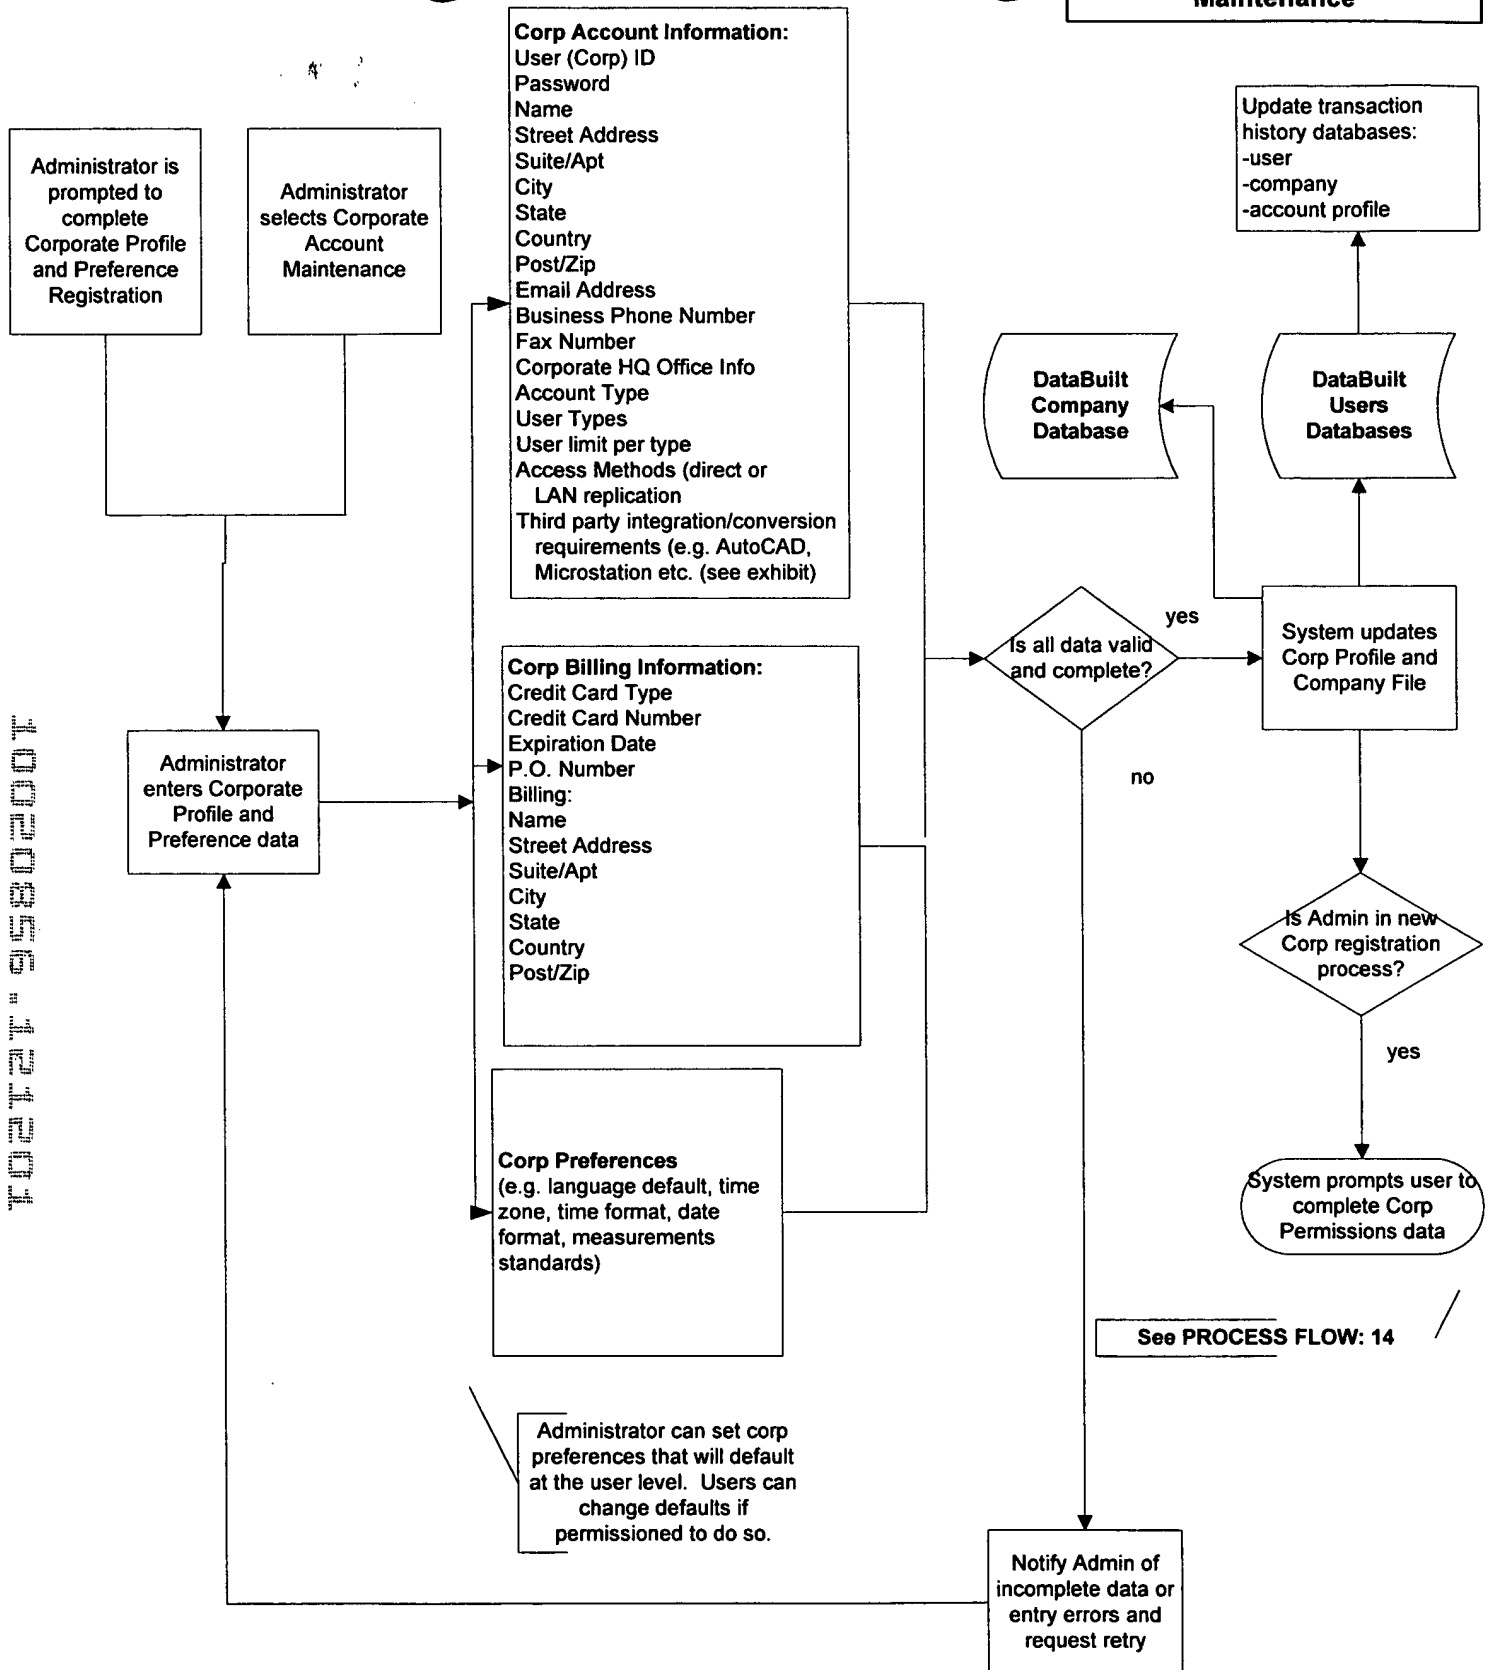 Maintenance
Administrator is
prompted to
complete
Corporate Profile
and Preference
Registration
Administrator
selects Corporate
Account
Maintenance
Corp Account Information:
User (Corp) ID
Password
Name
Street Address
Suite/Apt
City
State
Country
Post/Zip
Email Address
Business Phone Number
Fax Number
Corporate HQ Office Info
Account Type
User Types
User limit per type
Access Methods (direct or
LAN replication
Third party integration/conversion
requirements (e.g. AutoCAD,
Microstation etc. (see exhibit)
Update transaction
history databases:
-user
-company
-account profile
DataBuilt
Company
Database
DataBuilt
Users
Databases
Is all data valid
and complete?
yes
no
System updates
Corp Profile and
Company File
Administrator
enters Corporate
Profile and
Preference data
Corp Billing Information:
Credit Card Type
Credit Card Number
Expiration Date
P.O. Number
Billing:
Name
Street Address
Suite/Apt
City
State
Country
Post/Zip
Is Admin in new
Corp registration
process?
yes
System prompts user to
complete Corp
Permissions data
Corp Preferences
(e.g. language default, time
zone, time format, date
format, measurements
standards)
See PROCESS FLOW: 14
Administrator can set corp
preferences that will default
at the user level. Users can
change defaults if
permissioned to do so.
Notify Admin of
incomplete data or
entry errors and
request retry
10020856.121201